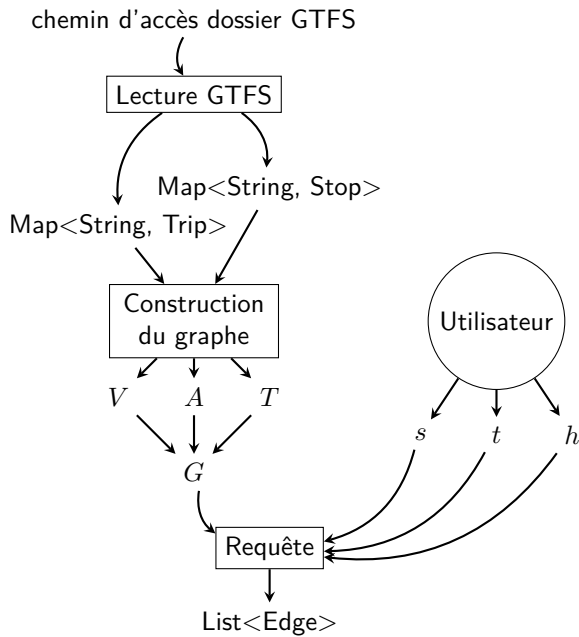 chemin d'accès dossier GTFS
Lecture GTFS
Map<String, Stop>
Map<String, Trip>
Construction
du graphe
Utilisateur
V A T
s t h
G
Requête
List<Edge>